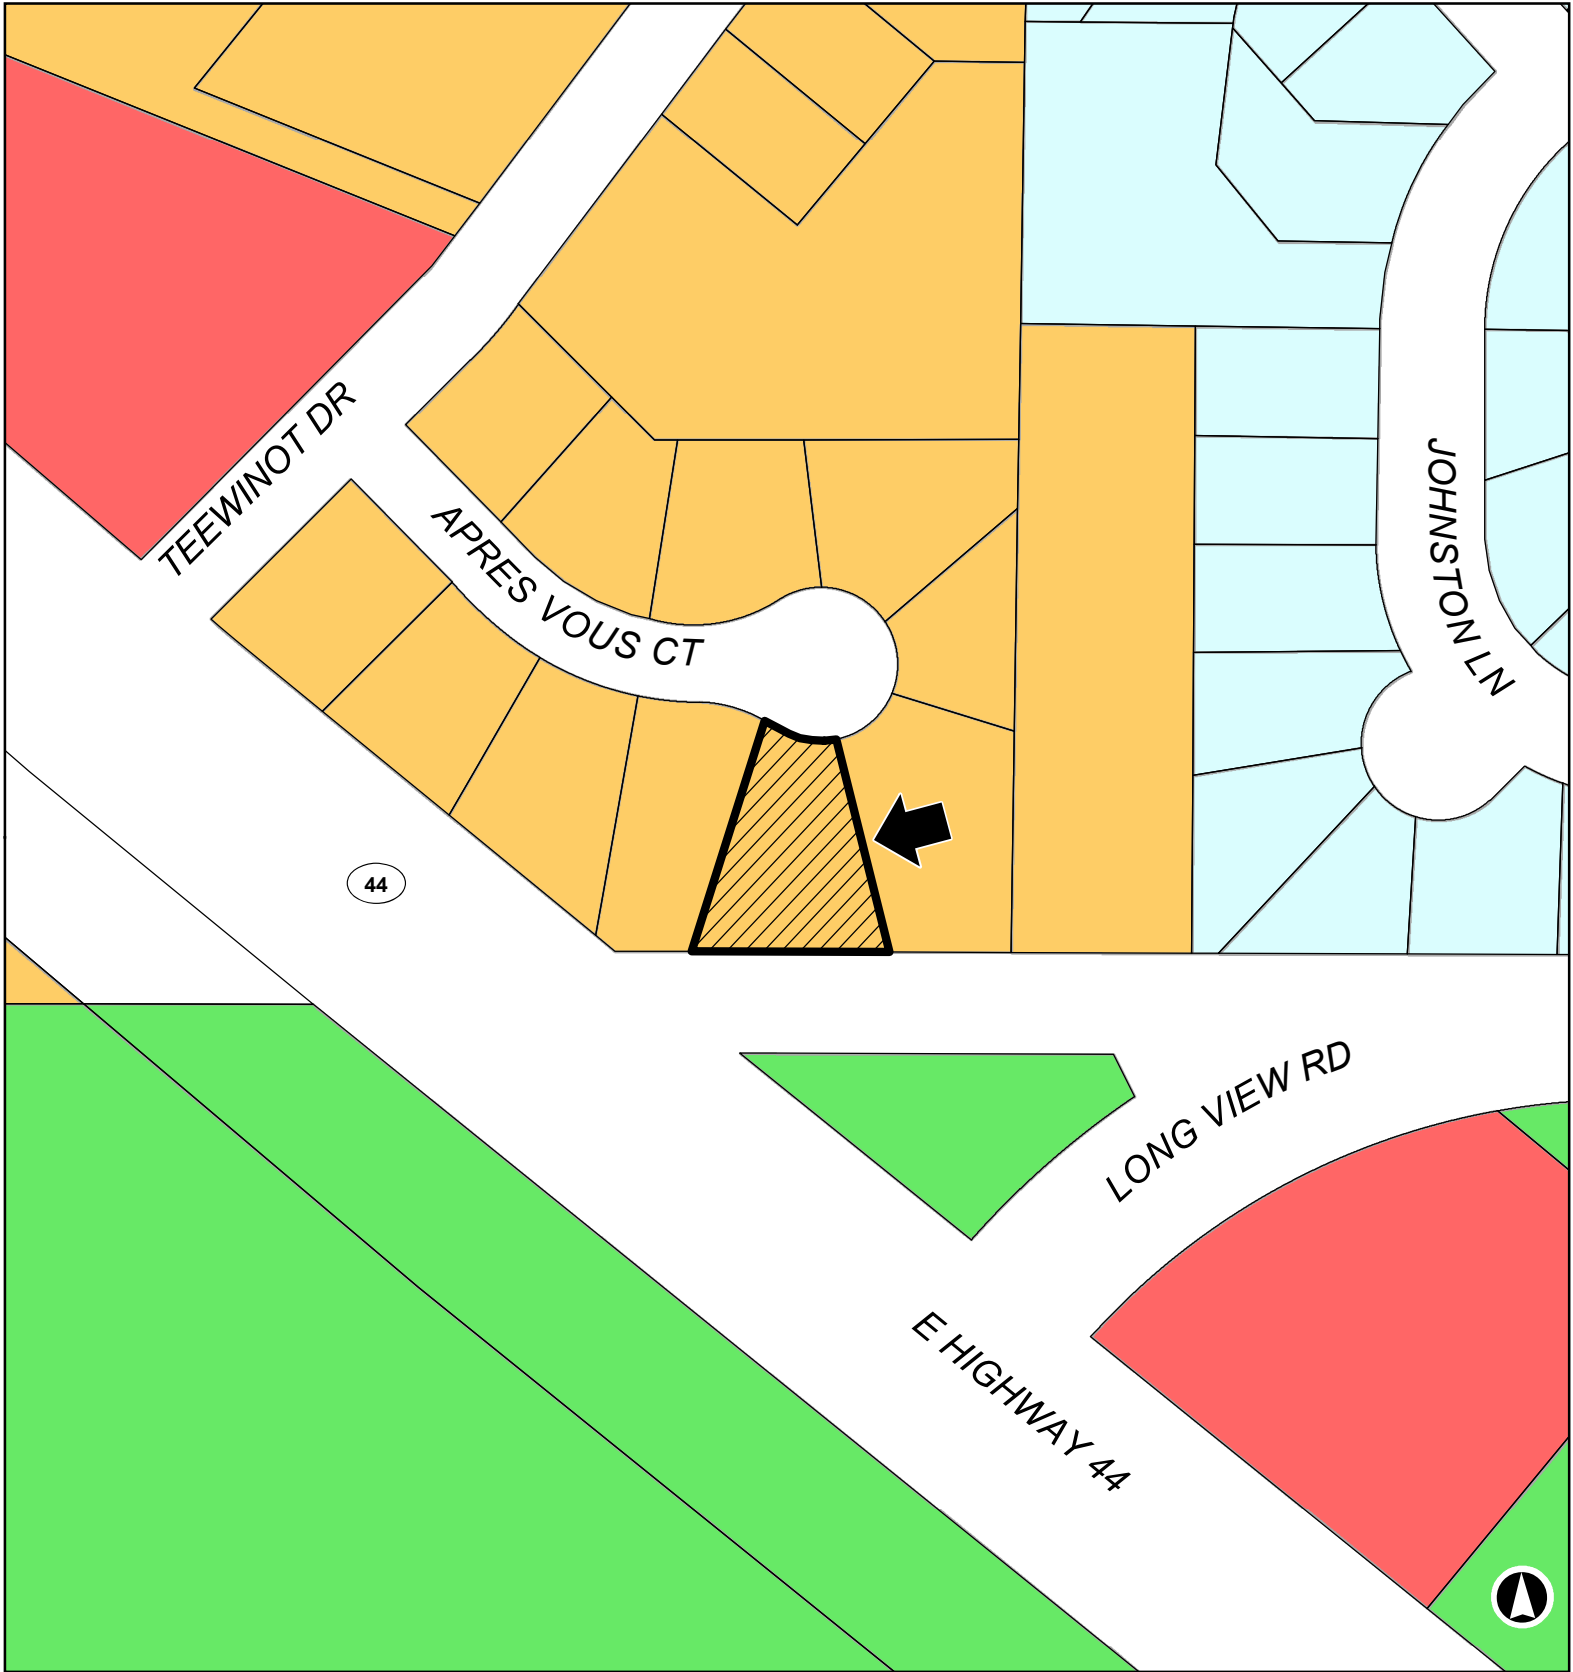 TEEWINOT DR
APRES VOUS CT
JOHNSTON LN
44
LONG VIEW RD
E HIGHWAY 44